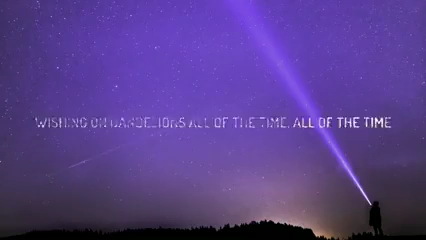 WISHING ON DANDELIONS ALL OF THE TIME, ALL OF THE TIME